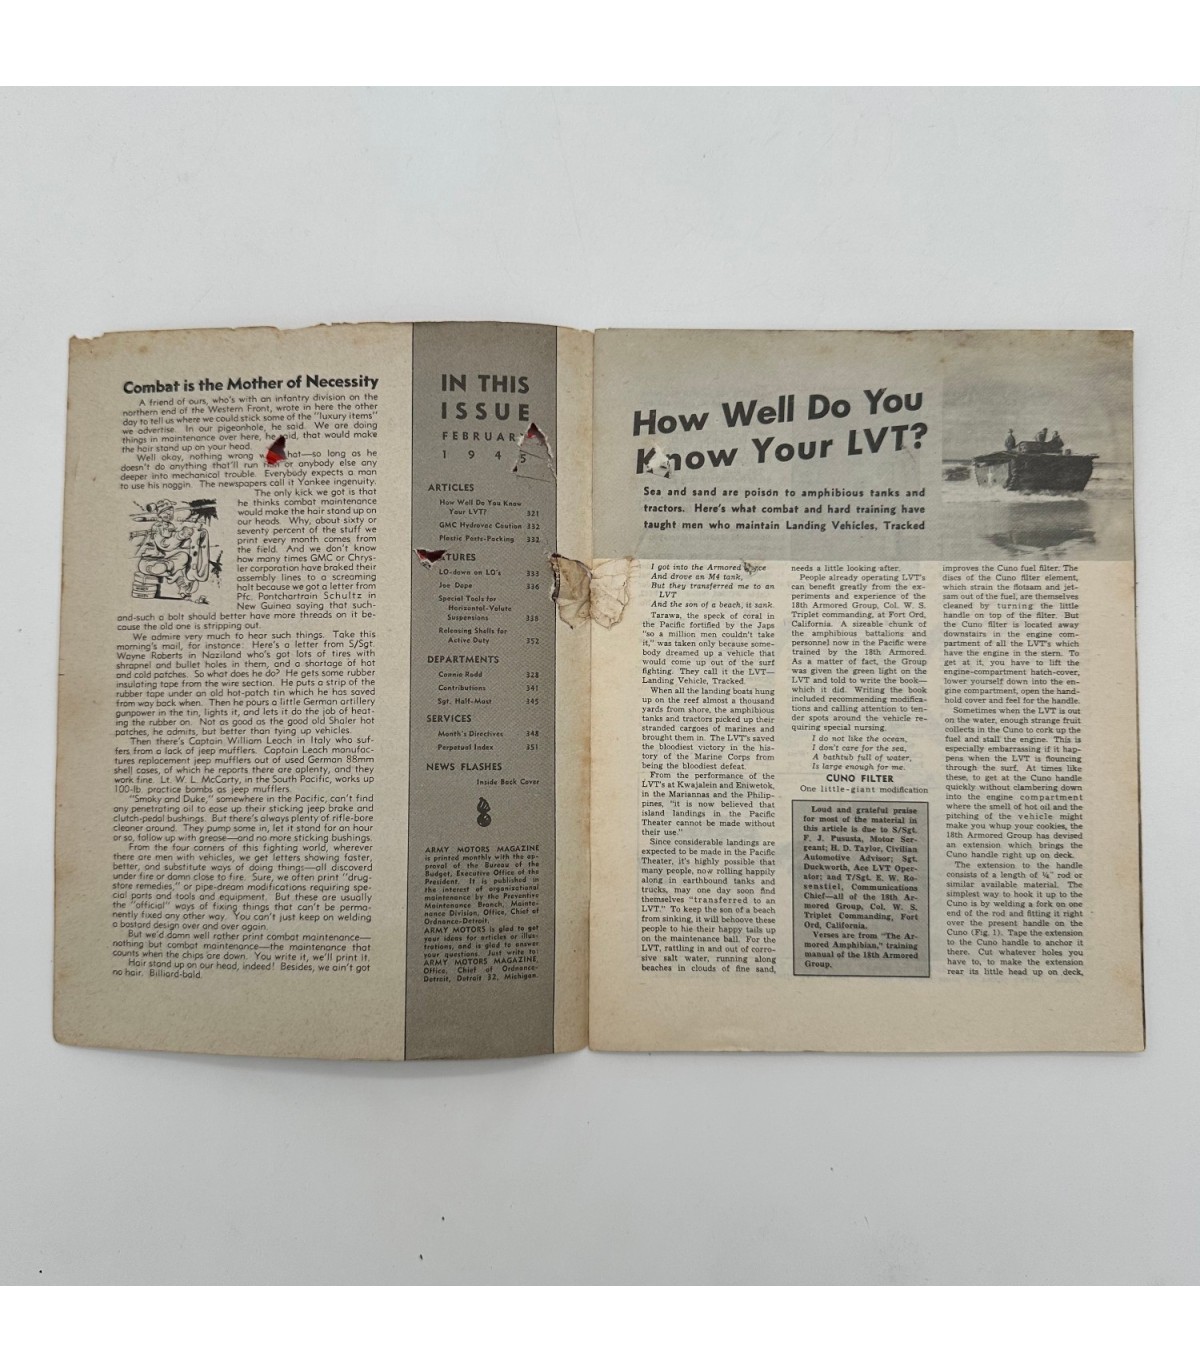 Combat is the Mother of Necessity
A friend of ours, who's with an infantry division on the
northern end of the Western Front, wrote in here the other
day to tell us where we could stick some of the "luxury items"
we advertise. In our pigeonhole, he said. We are doing
things in maintenance over here, he said, that would make
the hair stand up on your head.
Well okay, nothing wrong hat—so long as he
doesn't do anything that'll run or anybody else any
deeper into mechanical trouble. Everybody expects a man
to use his noggin. The newspapers call it Yankee ingenuity.
The only kick we got is that
he thinks combat maintenance
would make the hair stand up on
our heads. Why, about sixty or
seventy percent of the stuff we
print every month comes from
the field. And we don't know
how many times GMC or Chrys-
ler corporation have braked their
assembly lines to a screaming
halt because we got a letter from
Pfc. Pontchartrain Schultz in
New Guinea saying that such-
and-such a bolt should better have more threads on it be-
cause the old one is stripping out.
We admire very much to hear such things. Take this
morning's mail, for instance: Here's a letter from S/Sgt.
Wayne Roberts in Naziland who's got lots of tires with
shrapnel and bullet holes in them, and a shortage of hot
and cold patches. So what does he do? He gets some rubber
insulating tape from the wire section. He puts a strip of the
rubber tape under an old hot-patch tin which he has saved
from way back when. Then he pours a little German artillery
gunpower in the tin, lights it, and lets it do the job of heat-
ing the rubber on. Not as good as the good old Shaler hot
patches, he admits, but better than tying up vehicles.
Then there's Captain William Leach in Italy who suf-
fers from a lack of jeep mufflers. Captain Leach manufac-
tures replacement jeep mufflers out of used German 88mm
shell cases, of which he reports there are aplenty, and they
work fine. Lt. W. L. McCarty, in the South Pacific, works up
100-lb. practice bombs as jeep mufflers.
"Smoky and Duke," somewhere in the Pacific, can't find
any penetrating oil to ease up their sticking jeep brake and
clutch-pedal bushings. But there's always plenty of rifle-bore
cleaner around. They pump some in, let it stand for an hour
or so, follow up with grease—and no more sticking bushings.
From the four corners of this fighting world, wherever
there are men with vehicles, we get letters showing faster,
better, and substitute ways of doing things—all discoverd
under fire or damn close to fire. Sure, we often print "drug-
store remedies," or pipe-dream modifications requiring spe-
cial parts and tools and equipment. But these are usually
the "official" ways of fixing things that can't be perma-
nently fixed any other way. You can't just keep on welding
a bastard design over and over again.
But we'd damn well rather print combat maintenance—
nothing but combat maintenance—the maintenance that
counts when the chips are down. You write it, we'll print it.
Hair stand up on our head, indeed! Besides, we ain't got
no hair. Billiard-bald.
IN THIS
ISSUE
FEBRUAR
1 9 4 5
ARTICLES
How Well Do You Know
Your LVT? 321
GMC Hydrovac Caution 332
Plastic Parts-Packing 332
TURES
LO-down on LO's 333
Joe Dope 336
Special Tools for
Horizontal-Volute
Suspensions 338
Releasing Shells for
Active Duty 352
DEPARTMENTS
Connie Rodd 328
Contributions 341
Sgt. Half-Mast 345
SERVICES
Month's Directives 348
Perpetual Index 351
NEWS FLASHES
Inside Back Cover
ARMY MOTORS MAGAZINE
is printed monthly with the ap-
proval of the Bureau of the
Budget, Executive Office of the
President. It is published in
the interest of organizational
maintenance by the Preventive
Maintenance Branch, Mainte-
nance Division, Office, Chief of
Ordnance-Detroit.
ARMY MOTORS is glad to get
your ideas for articles or illus-
trations, and is glad to answer
your questions. Just write to:
ARMY MOTORS MAGAZINE,
Office, Chief of Ordnance-
Detroit, Detroit 32, Michigan.
How Well Do You
Know Your LVT?
Sea and sand are poison to amphibious tanks and
tractors. Here's what combat and hard training have
taught men who maintain Landing Vehicles, Tracked
I got into the Armored
And drove an M4 tank,
But they transferred me to an
LVT
And the son of a beach, it sank.
Tarawa, the speck of coral in
the Pacific fortified by the Japs
"so a million men couldn't take
it," was taken only because some-
body dreamed up a vehicle that
would come up out of the surf
fighting. They call it the LVT—
Landing Vehicle, Tracked.
When all the landing boats hung
up on the reef almost a thousand
yards from shore, the amphibious
tanks and tractors picked up their
stranded cargoes of marines and
brought them in. The LVT's saved
the bloodiest victory in the his-
tory of the Marine Corps from
being the bloodiest defeat.
From the performance of the
LVT's at Kwajalein and Eniwetok,
in the Mariannas and the Philip-
pines, "it is now believed that
island landings in the Pacific
Theater cannot be made without
their use."
Since considerable landings are
expected to be made in the Pacific
Theater, it's highly possible that
many people, now rolling happily
along in earthbound tanks and
trucks, may one day soon find
themselves "transferred to an
LVT." To keep the son of a beach
from sinking, it will behoove these
people to hie their happy tails up
on the maintenance ball. For the
LVT, rattling in and out of corro-
sive salt water, running along
beaches in clouds of fine sand,
needs a little looking after.
People already operating LVT's
can benefit greatly from the ex-
periments and experience of the
18th Armored Group, Col. W. S.
Triplet commanding, at Fort Ord,
California. A sizeable chunk of
the amphibious battalions and
personnel now in the Pacific were
trained by the 18th Armored.
As a matter of fact, the Group
was given the green light on the
LVT and told to write the book—
which it did. Writing the book
included recommending modifica-
tions and calling attention to ten-
der spots around the vehicle re-
quiring special nursing.
I do not like the ocean,
I don't care for the sea,
A bathtub full of water,
Is large enough for me.
CUNO FILTER
One little-giant modification
Loud and grateful praise
for most of the material in
this article is due to S/Sgt.
F. J. Pususta, Motor Ser-
geant; H. D. Taylor, Civilian
Automotive Advisor; Sgt.
Duckworth, Ace LVT Oper-
ator; and T/Sgt. E. W. Ro-
senstiel, Communications
Chief—all of the 18th Ar-
mored Group, Col. W. S.
Triplet Commanding, Fort
Ord, California.
Verses are from "The Ar-
mored Amphibian," training
manual of the 18th Armored
Group.
improves the Cuno fuel filter. The
discs of the Cuno filter element,
which strain the flotsam and jet-
sam out of the fuel, are themselves
cleaned by turning the little
handle on top of the filter. But
the Cuno filter is located away
downstairs in the engine com-
partment of all the LVT's which
have the engine in the stern. To
get at it, you have to lift the
engine-compartment hatch-cover,
lower yourself down into the en-
gine compartment, open the hand-
hold cover and feel for the handle.
Sometimes when the LVT is out
on the water, enough strange fruit
collects in the Cuno to cork up the
fuel and stall the engine. This is
especially embarrassing if it hap-
pens when the LVT is flouncing
through the surf. At times like
these, to get at the Cuno handle
quickly without clambering down
into the engine compartment
where the smell of hot oil and the
pitching of the vehicle might
make you whup your cookies, the
18th Armored Group has devised
an extension which brings the
Cuno handle right up on deck.
The extension to the handle
consists of a length of ¼" rod or
similar available material. The
simplest way to hook it up to the
Cuno is by welding a fork on one
end of the rod and fitting it right
over the present handle on the
Cuno (Fig. 1). Tape the extension
to the Cuno handle to anchor it
there. Cut whatever holes you
have to, to make the extension
rear its little head up on deck,